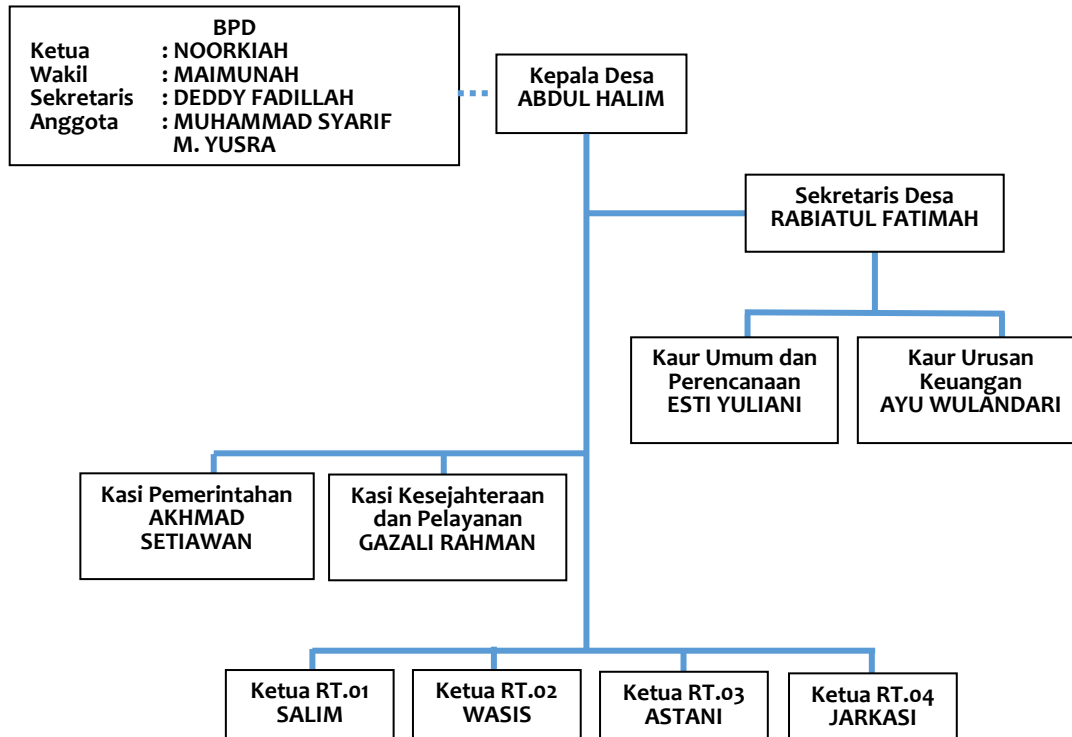 BPD
Ketua : NOORKIAH
Wakil : MAIMUNAH
Sekretaris : DEDDY FADILLAH
Anggota : MUHAMMAD SYARIF
M. YUSRA
Kepala Desa
ABDUL HALIM
Sekretaris Desa
RABIATUL FATIMAH
Kaur Umum dan
Perencanaan
ESTI YULIANI
Kaur Urusan
Keuangan
AYU WULANDARI
Kasi Pemerintahan
AKHMAD
SETIAWAN
Kasi Kesejahteraan
dan Pelayanan
GAZALI RAHMAN
Ketua RT.01
SALIM
Ketua RT.02
WASIS
Ketua RT.03
ASTANI
Ketua RT.04
JARKASI